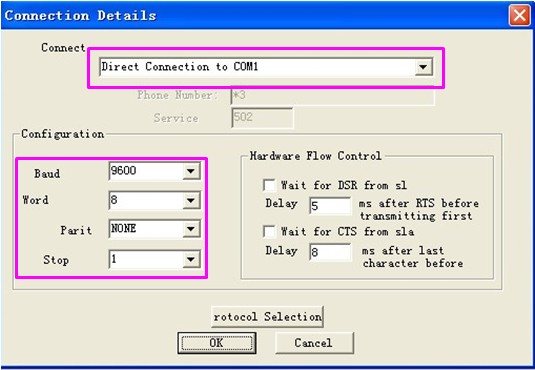 Connection Details
Connect
Direct Connection to COM1
Phone Number: *3
Service 502
Configuration
Baud 9600
Word 8
Parit NONE
Stop 1
Hardware Flow Control
Wait for DSR from sl
Delay 5 ms after RTS before
transmitting first
Wait for CTS from sla
Delay 8 ms after last
character before
rotocol Selection
OK Cancel